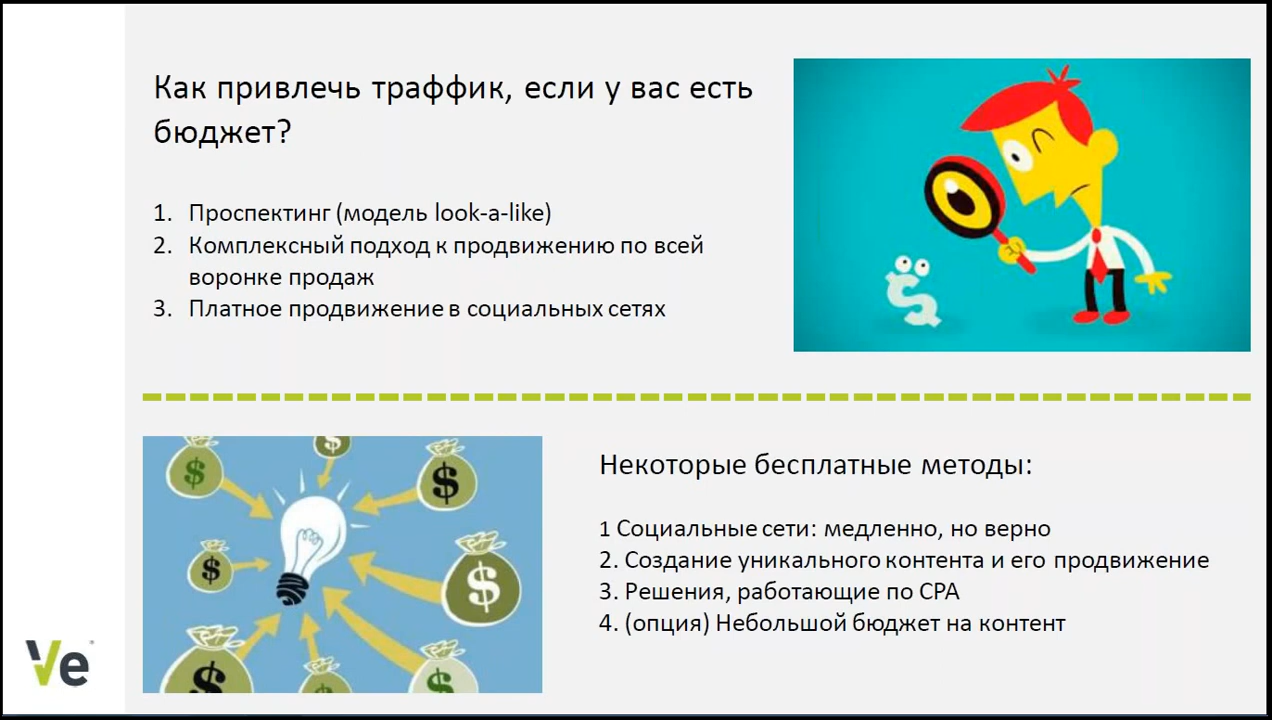 Как привлечь траффик, если у вас есть
бюджет?
1. Проспектинг (модель look-a-like)
2. Комплексный подход к продвижению по всей
воронке продаж
3. Платное продвижение в социальных сетях
$
$
$
$
$
$
$
$
$
Некоторые бесплатные методы:
1 Социальные сети: медленно, но верно
2. Создание уникального контента и его продвижение
3. Решения, работающие по CPA
4. (опция) Небольшой бюджет на контент
Ve